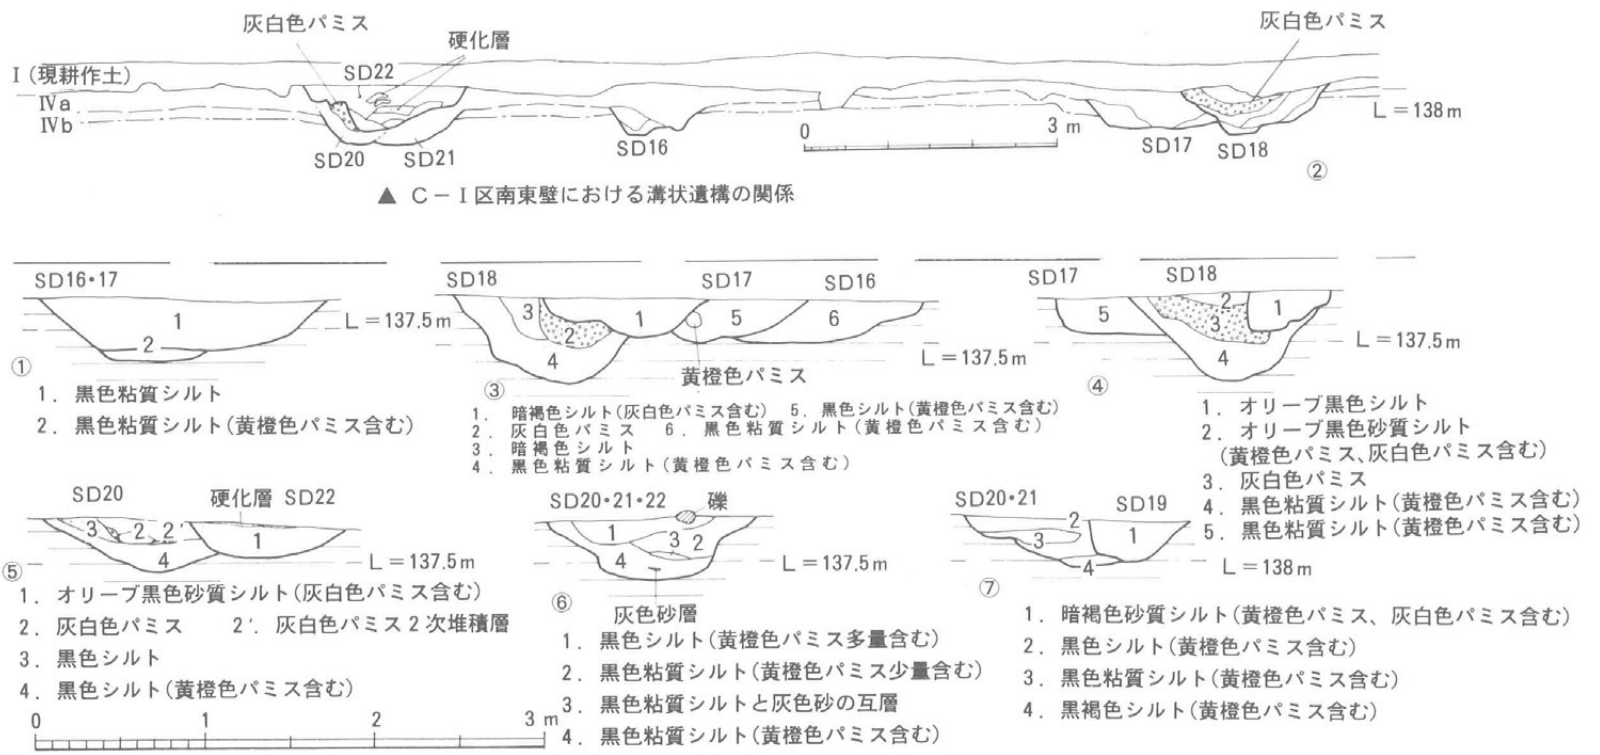 灰白色パミス
硬化層
灰白色パミス
I(現耕作土)
SD22
Ⅳa
Ⅳb
L=138m
0 3 m
SD20 SD21
SD16
SD17 SD18
②
▲ C-I区南東壁における溝状遺構の関係
SD16・17
1
2
L=137.5m
①
1. 黒色粘質シルト
2. 黒色粘質シルト(黄橙色パミス含む)
SD18 SD17 SD16
3 2 1 5 6
4
L=137.5m
黄橙色パミス
③
1. 暗褐色シルト(灰白色パミス含む) 5. 黒色シルト(黄橙色パミス含む)
2. 灰白色パミス 6. 黒色粘質シルト(黄橙色パミス含む)
3. 暗褐色シルト
4. 黒色粘質シルト(黄橙色パミス含む)
SD17 SD18
5 2 3 1
4
L=137.5m
④
1. オリーブ黒色シルト
2. オリーブ黒色砂質シルト
(黄橙色パミス、灰白色パミス含む)
3. 灰白色パミス
4. 黒色粘質シルト(黄橙色パミス含む)
5. 黒色粘質シルト(黄橙色パミス含む)
SD20 硬化層 SD22
3 2 2' 1
4
L=137.5m
⑤
1. オリーブ黒色砂質シルト(灰白色パミス含む)
2. 灰白色パミス 2'. 灰白色パミス2次堆積層
3. 黒色シルト
4. 黒色シルト(黄橙色パミス含む)
0 1 2 3 m
SD20・21・22 礫
1 3 2
4
L=137.5m
⑥
灰色砂層
1. 黒色シルト(黄橙色パミス多量含む)
2. 黒色粘質シルト(黄橙色パミス少量含む)
3. 黒色粘質シルトと灰色砂の互層
4. 黒色粘質シルト(黄橙色パミス含む)
SD20・21 SD19
2
3 1
4
L=138m
⑦
1. 暗褐色砂質シルト(黄橙色パミス、灰白色パミス含む)
2. 黒色シルト(黄橙色パミス含む)
3. 黒色粘質シルト(黄橙色パミス含む)
4. 黒褐色シルト(黄橙色パミス含む)